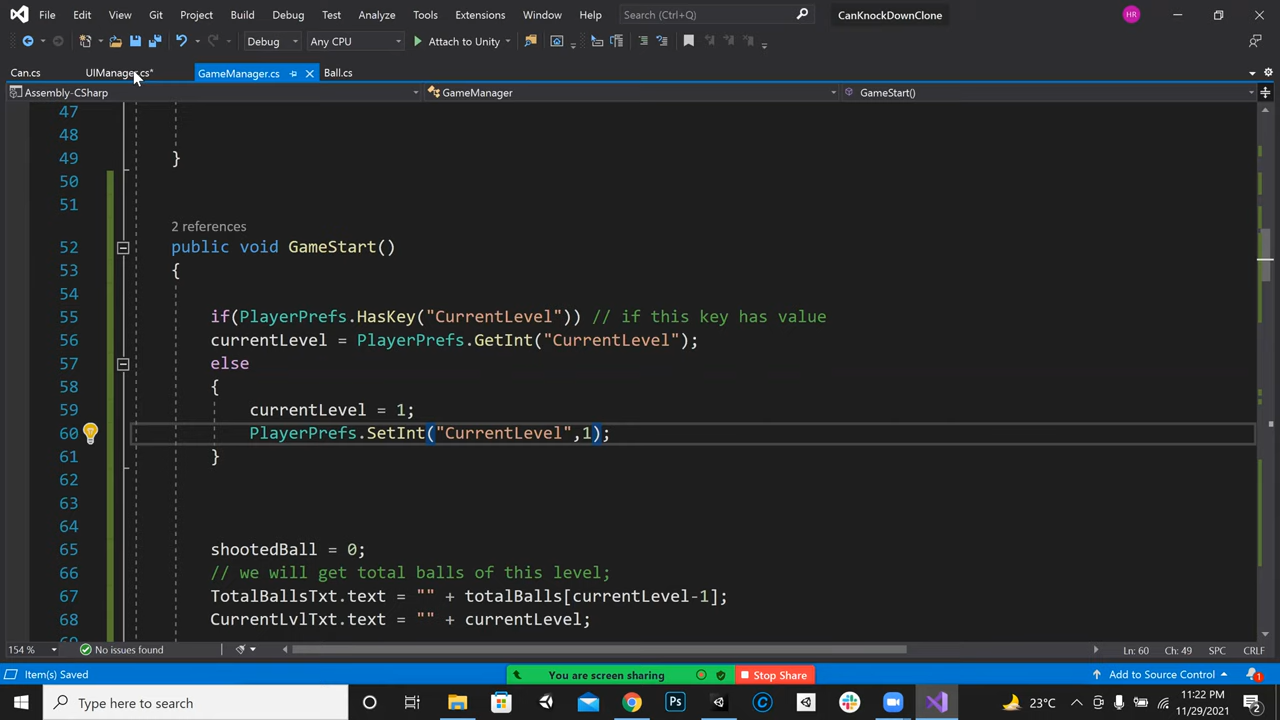 File Edit View Git Project Build Debug Test Analyze Tools Extensions Window Help Search (Ctrl+Q) CanKnockDownClone HR
Debug Any CPU Attach to Unity
Can.cs UIManager.cs* GameManager.cs Ball.cs
Assembly-CSharp GameManager GameStart()
47
48
49 }
50
51
2 references
52 public void GameStart()
53 {
54
55 if(PlayerPrefs.HasKey("CurrentLevel")) // if this key has value
56 currentLevel = PlayerPrefs.GetInt("CurrentLevel");
57 else
58 {
59 currentLevel = 1;
60 PlayerPrefs.SetInt("CurrentLevel",1);
61 }
62
63
64
65 shootedBall = 0;
66 // we will get total balls of this level;
67 TotalBallsTxt.text = "" + totalBalls[currentLevel-1];
68 CurrentLvlTxt.text = "" + currentLevel;
154 % No issues found Ln: 60 Ch: 49 SPC CRLF
Item(s) Saved You are screen sharing Stop Share Add to Source Control 1
Type here to search 23°C 11:22 PM
11/29/2021